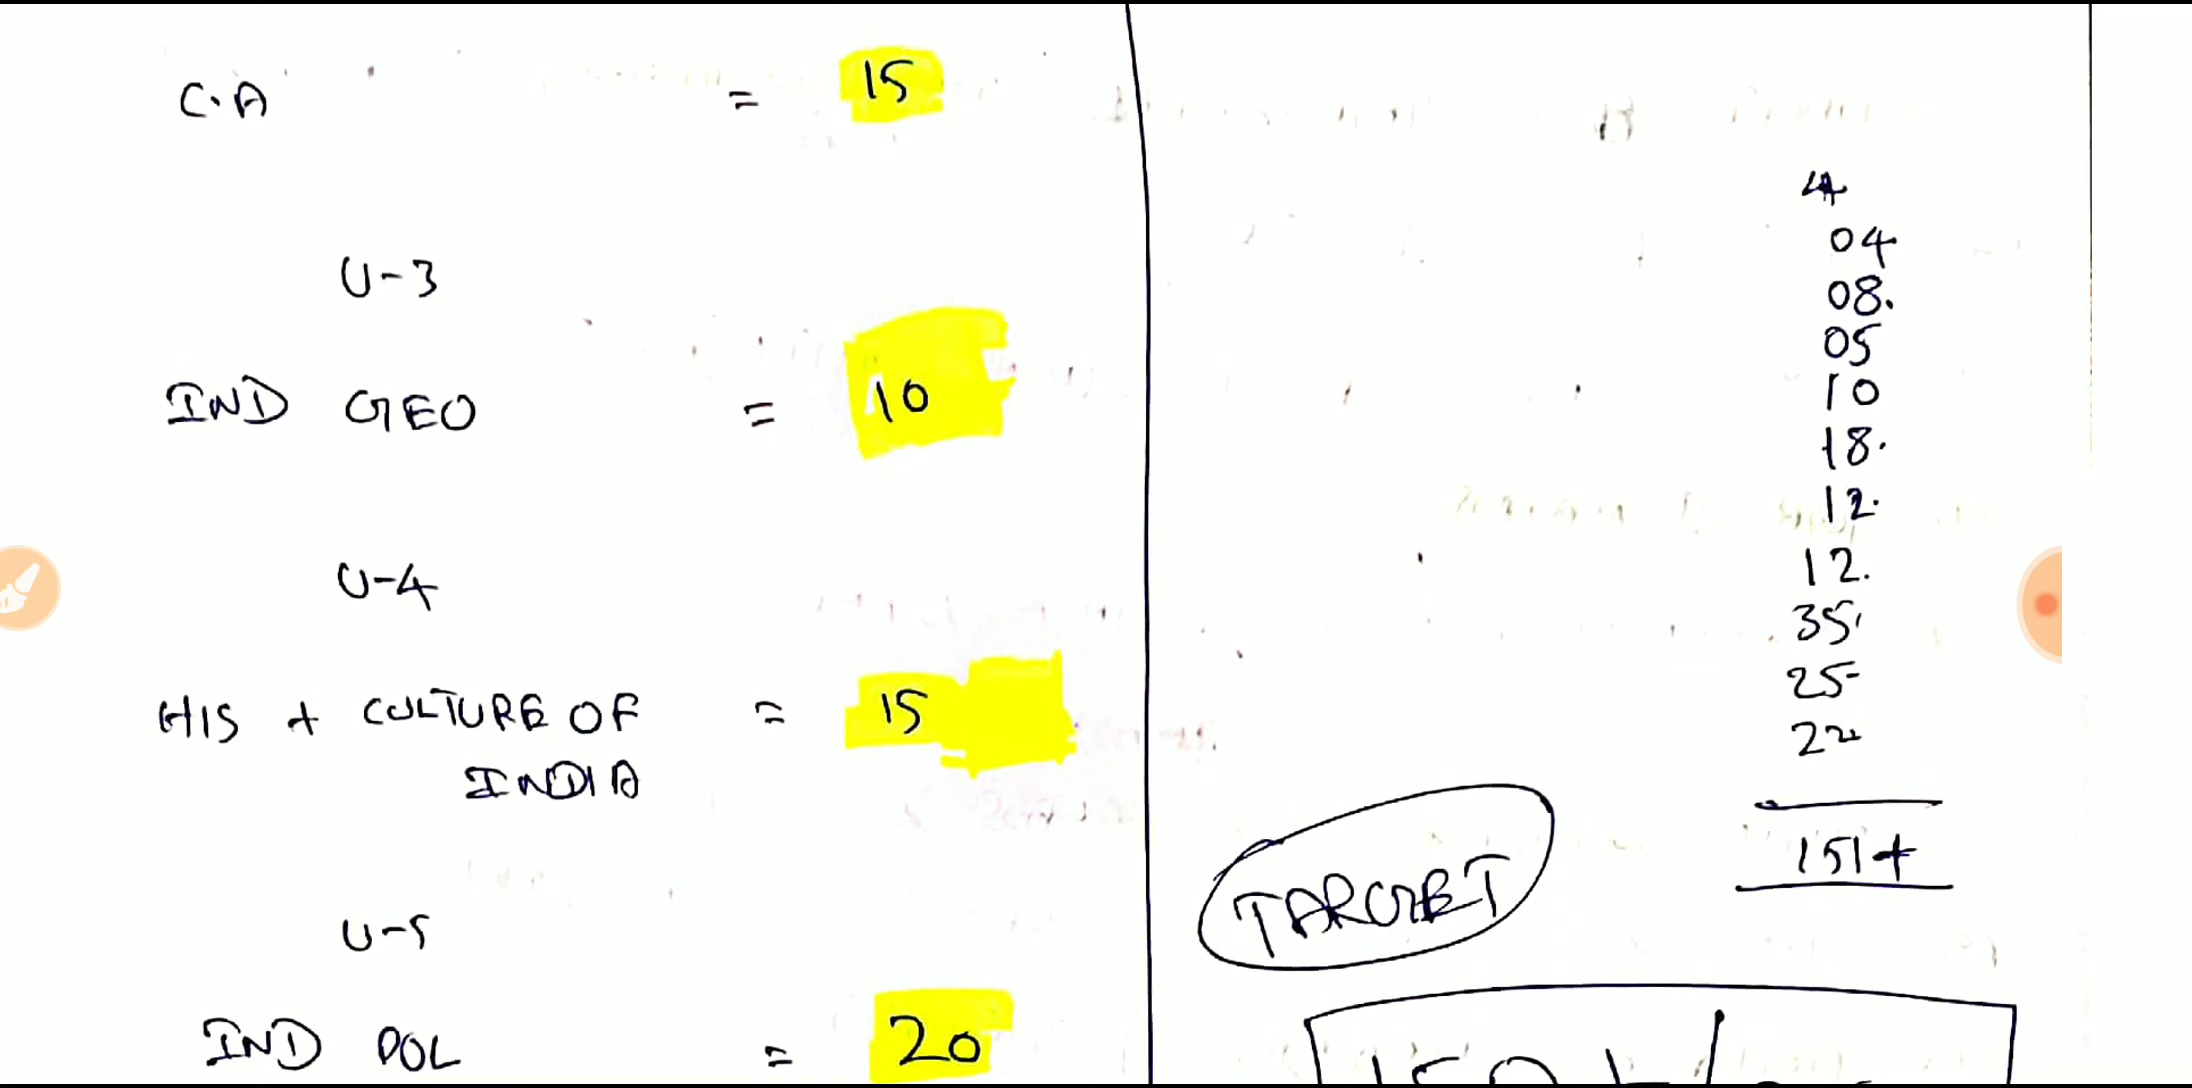 C.A = 15
U-3
IND GEO = 10
U-4
HIS + CULTURE OF = 15
INDIA
U-5
IND POL = 20
04
08.
05
10
18.
12.
12.
35
25
22
151+
TARGET